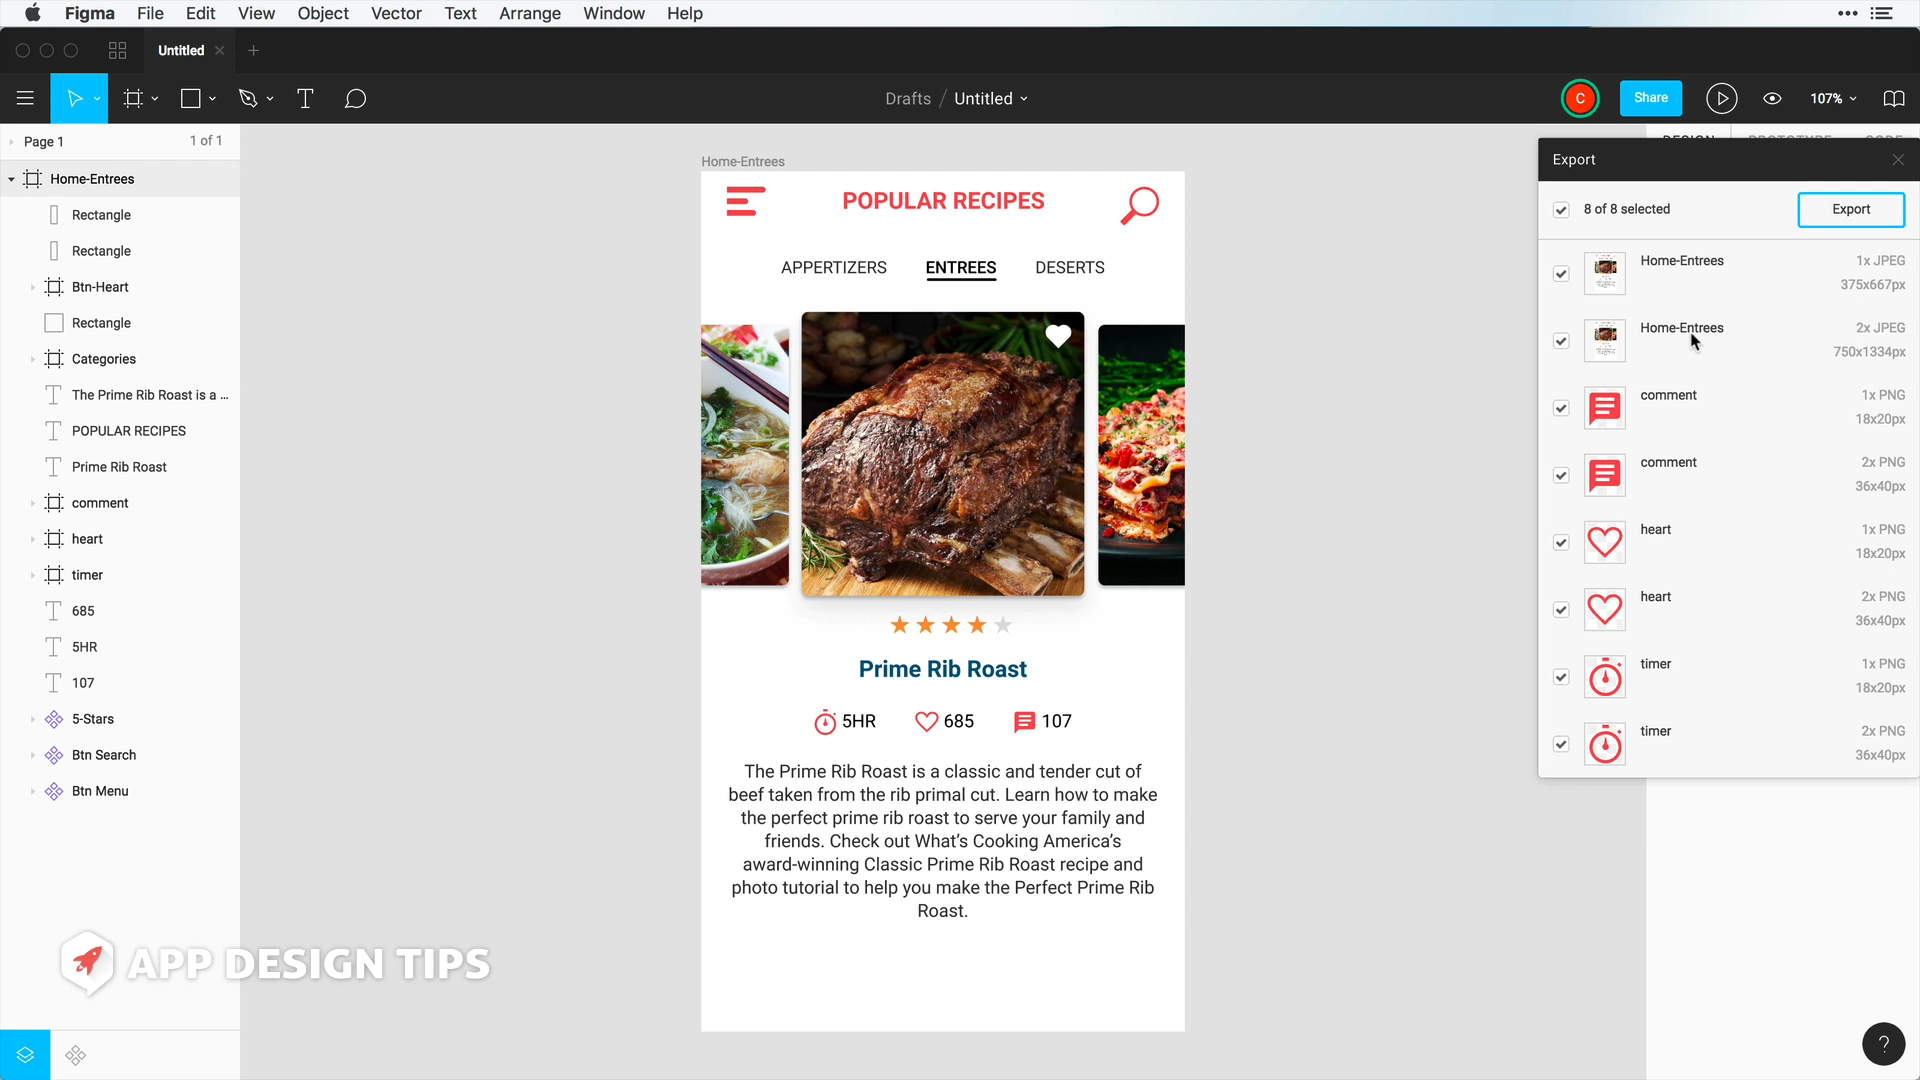 Figma File Edit View Object Vector Text Arrange Window Help
Untitled
Drafts / Untitled
C
Share
107%
Page 1
1 of 1
DESIGN PROTOTYPE CODE
Home-Entrees
Rectangle
Rectangle
Btn-Heart
Rectangle
Categories
The Prime Rib Roast is a ...
POPULAR RECIPES
Prime Rib Roast
comment
heart
timer
685
5HR
107
5-Stars
Btn Search
Btn Menu
Home-Entrees
POPULAR RECIPES
APPERTIZERS ENTREES DESERTS
Prime Rib Roast
5HR 685 107
The Prime Rib Roast is a classic and tender cut of
beef taken from the rib primal cut. Learn how to make
the perfect prime rib roast to serve your family and
friends. Check out What’s Cooking America’s
award-winning Classic Prime Rib Roast recipe and
photo tutorial to help you make the Perfect Prime Rib
Roast.
Export
8 of 8 selected
Export
Home-Entrees 1x JPEG
375x667px
Home-Entrees 2x JPEG
750x1334px
comment 1x PNG
18x20px
comment 2x PNG
36x40px
heart 1x PNG
18x20px
heart 2x PNG
36x40px
timer 1x PNG
18x20px
timer 2x PNG
36x40px
APP DESIGN TIPS
?